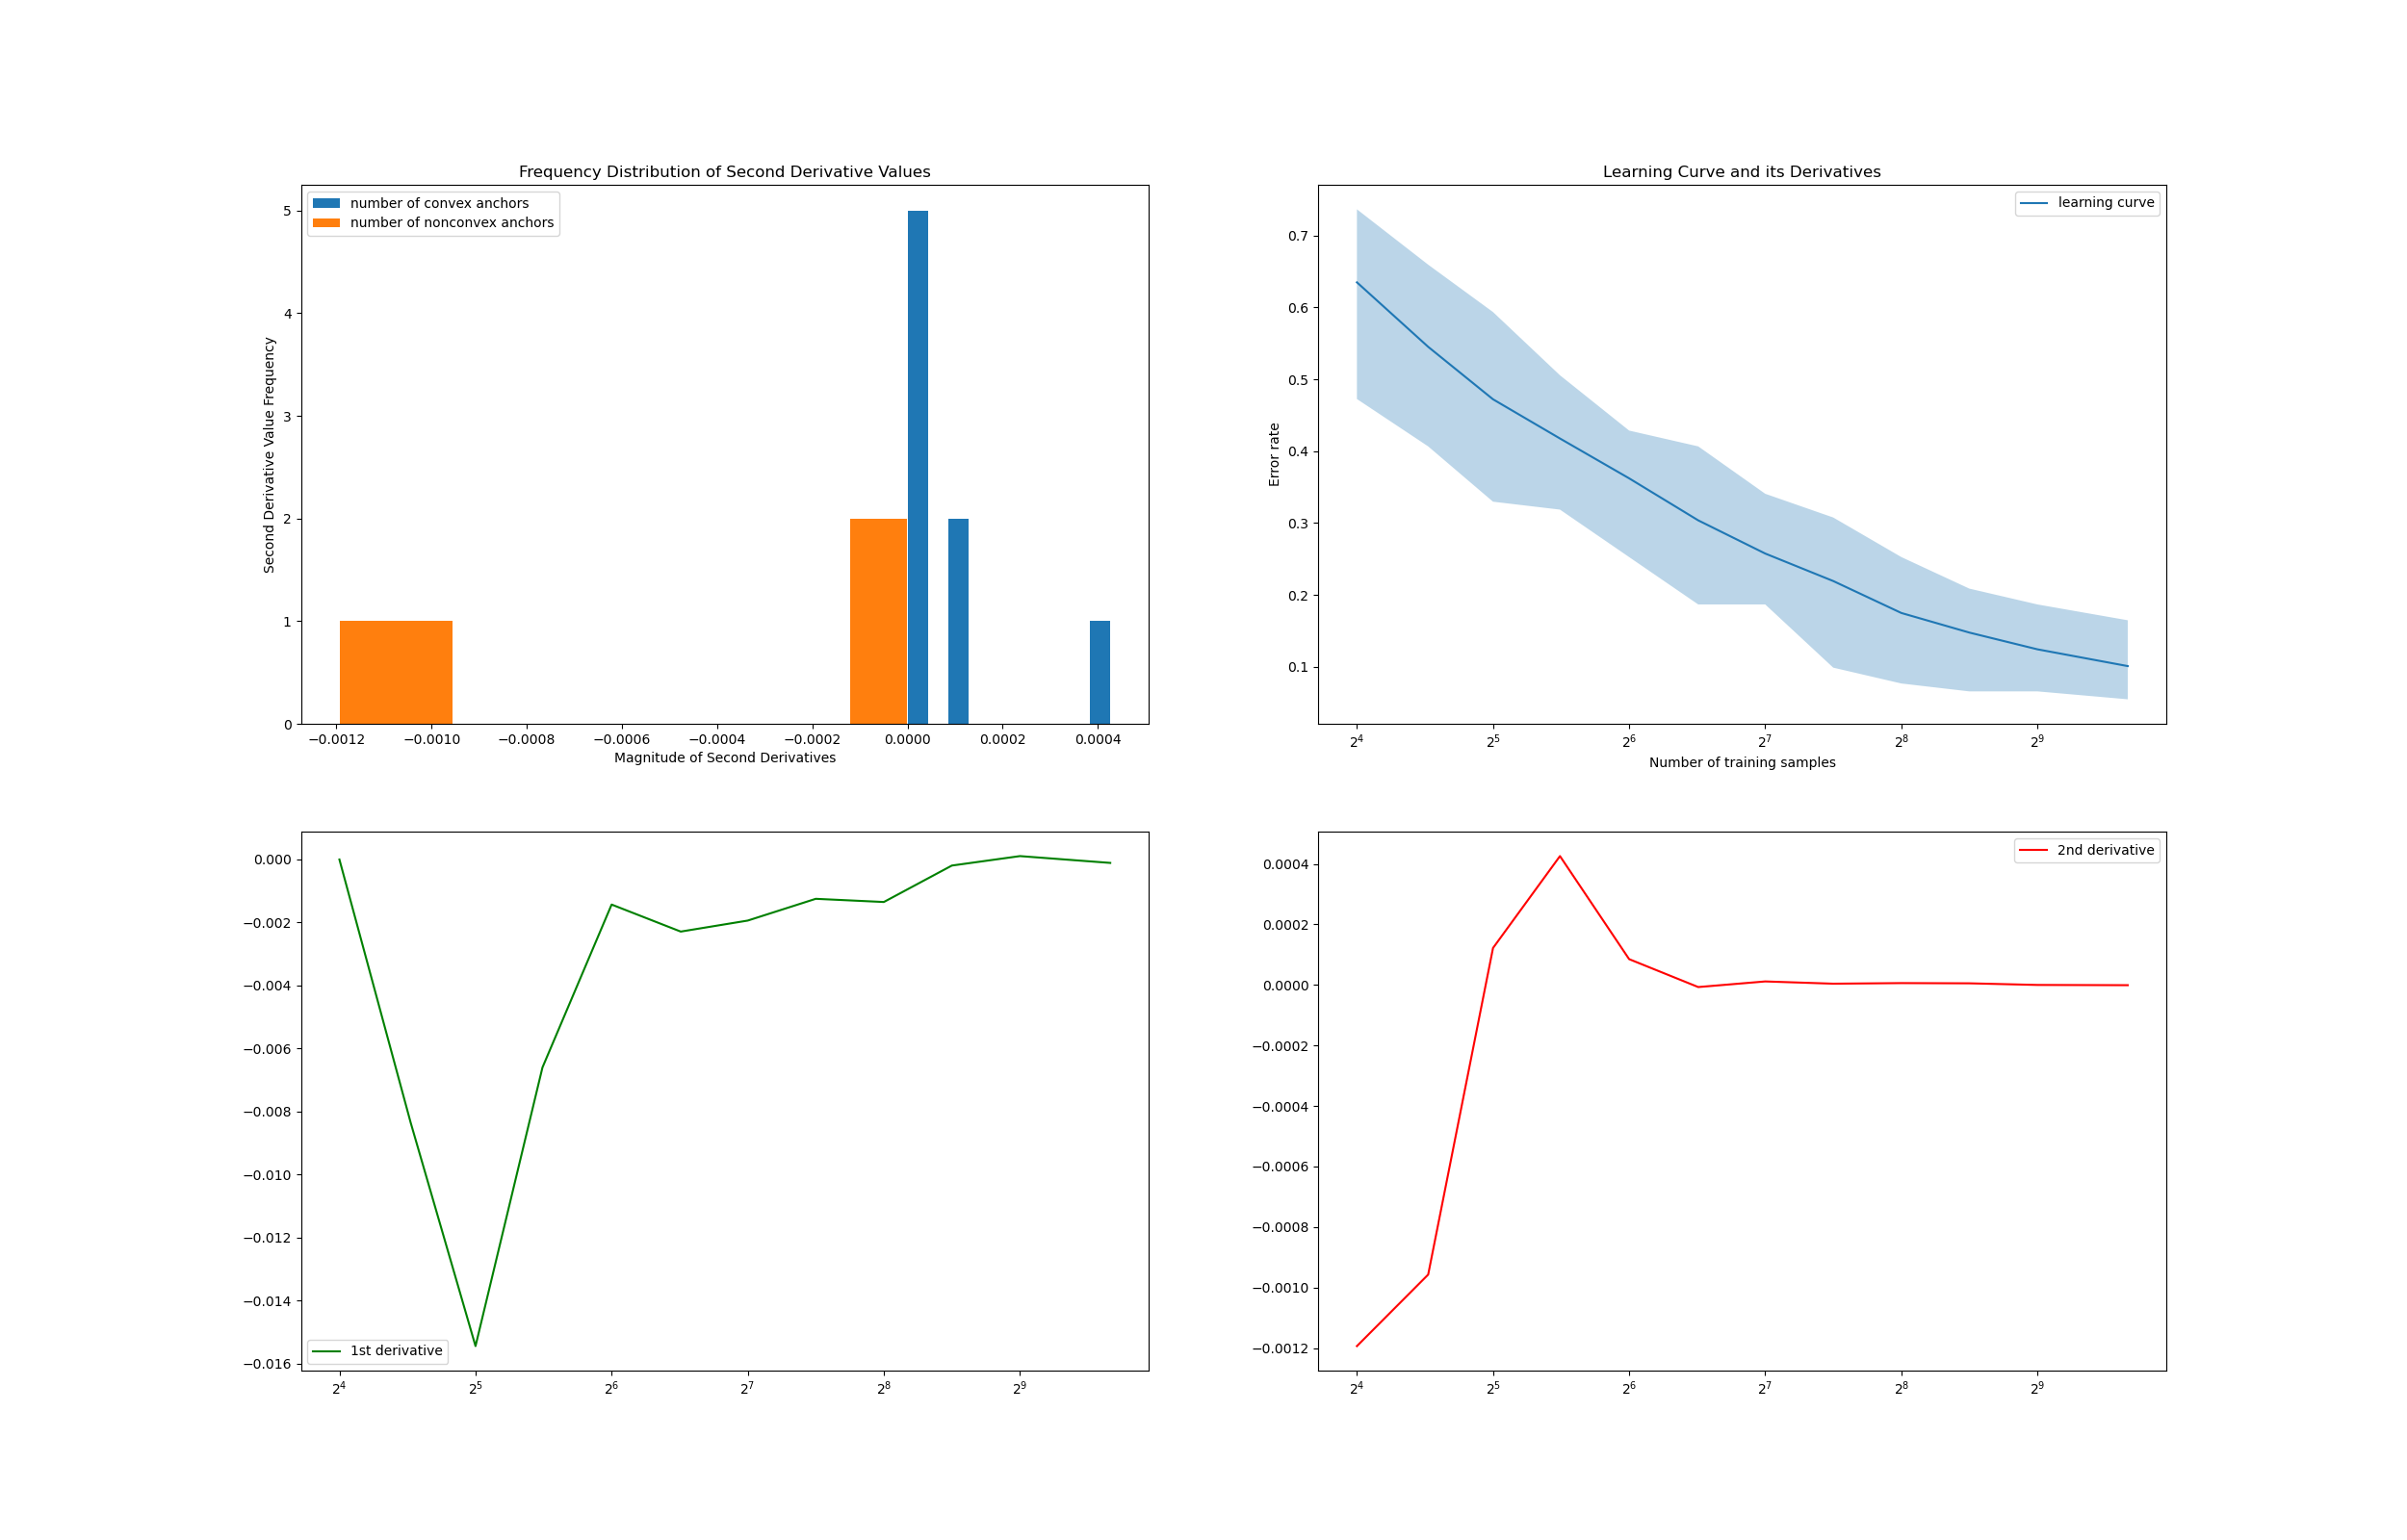 Frequency Distribution of Second Derivative Values
number of convex anchors
number of nonconvex anchors
Second Derivative Value Frequency
5
4
3
2
1
0
−0.0012 −0.0010 −0.0008 −0.0006 −0.0004 −0.0002 0.0000 0.0002 0.0004
Magnitude of Second Derivatives
Learning Curve and its Derivatives
learning curve
Error rate
0.7
0.6
0.5
0.4
0.3
0.2
0.1
2⁴ 2⁵ 2⁶ 2⁷ 2⁸ 2⁹
Number of training samples
0.000
−0.002
−0.004
−0.006
−0.008
−0.010
−0.012
−0.014
−0.016
1st derivative
2⁴ 2⁵ 2⁶ 2⁷ 2⁸ 2⁹
2nd derivative
0.0004
0.0002
0.0000
−0.0002
−0.0004
−0.0006
−0.0008
−0.0010
−0.0012
2⁴ 2⁵ 2⁶ 2⁷ 2⁸ 2⁹